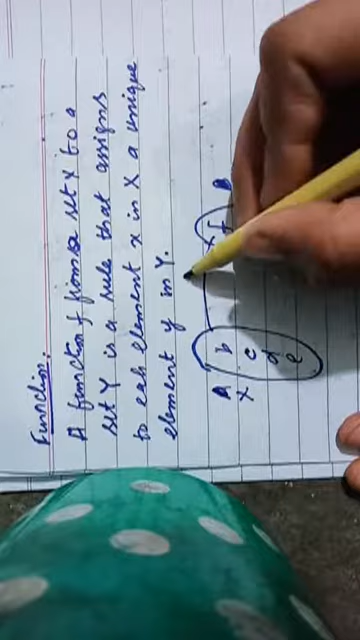 Function.
A function f from a set X to a
set Y is a rule that assigns
to each element x in X a unique
element y in Y.
A
B
X
b
c
d
e
f